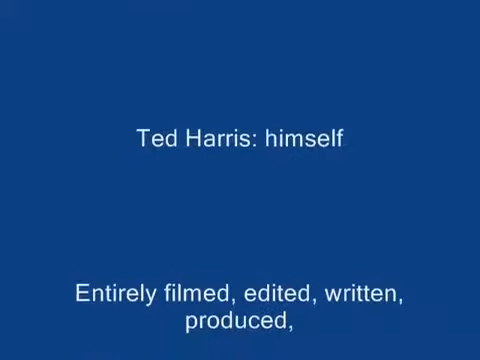 Ted Harris: himself
Entirely filmed, edited, written,
produced,